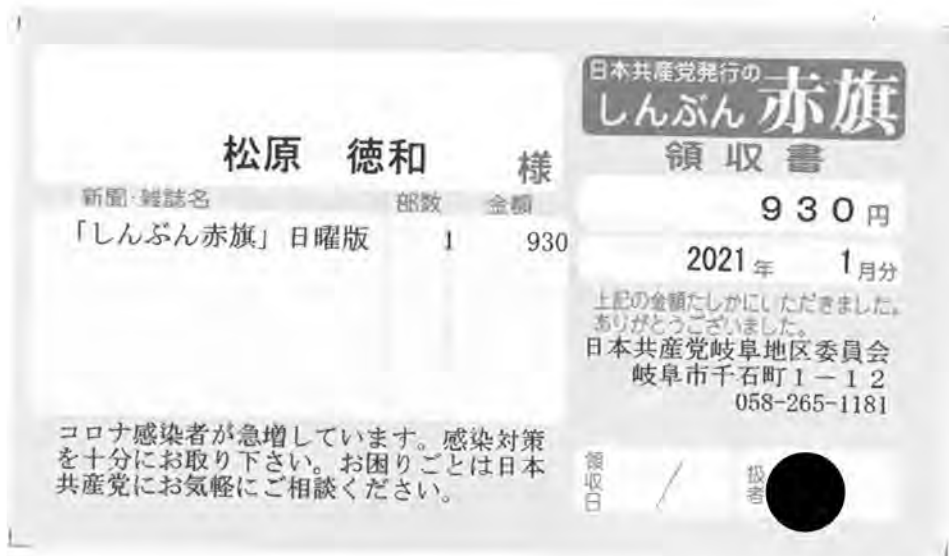 松原 徳和 様
新聞・雑誌名 部数 金額
「しんぶん赤旗」日曜版 1 930
コロナ感染者が急増しています。感染対策
を十分にお取り下さい。お困りごとは日本
共産党にお気軽にご相談ください。
日本共産党発行の
しんぶん赤旗
領収書
930円
2021年 1月分
上記の金額たしかにいただきました。
ありがとうございました。
日本共産党岐阜地区委員会
岐阜市千石町1-12
058-265-1181
領収日 / 扱者